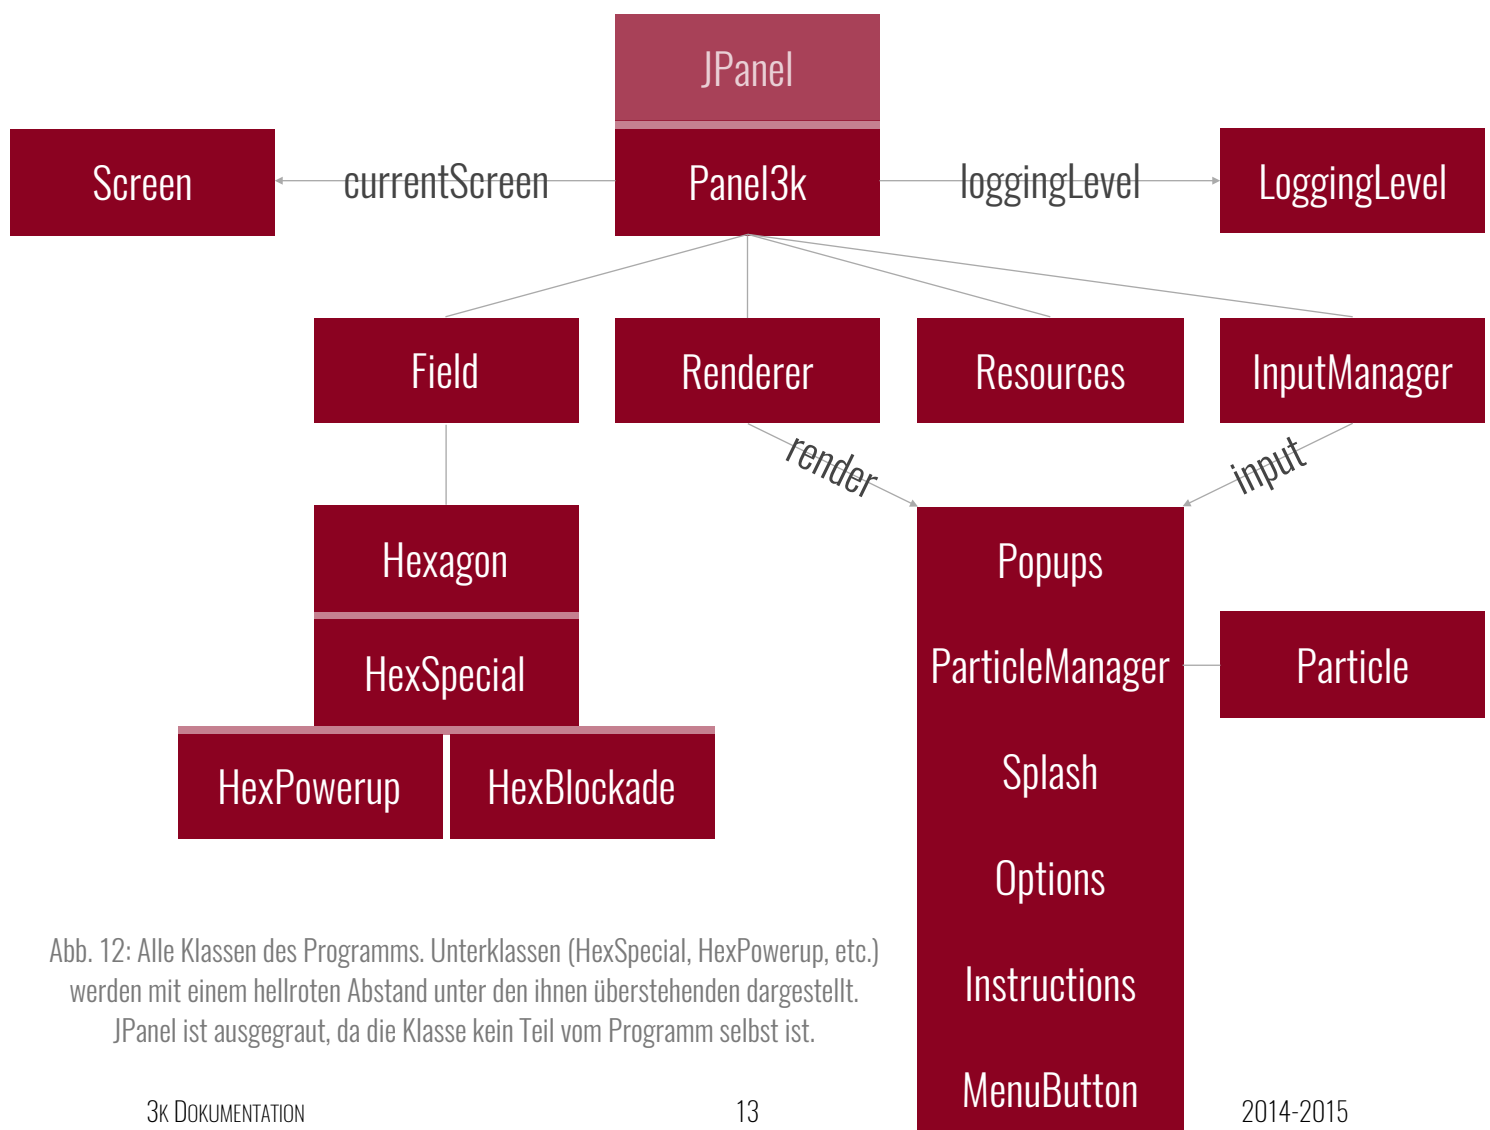 JPanel
Screen
currentScreen
Panel3k
loggingLevel
LoggingLevel
Field
Renderer
Resources
InputManager
render
input
Hexagon
HexSpecial
HexPowerup
HexBlockade
Popups
ParticleManager
Particle
Splash
Options
Instructions
MenuButton
Abb. 12: Alle Klassen des Programms. Unterklassen (HexSpecial, HexPowerup, etc.)
werden mit einem hellroten Abstand unter den ihnen überstehenden dargestellt.
JPanel ist ausgegraut, da die Klasse kein Teil vom Programm selbst ist.
3K DOKUMENTATION
13
2014-2015